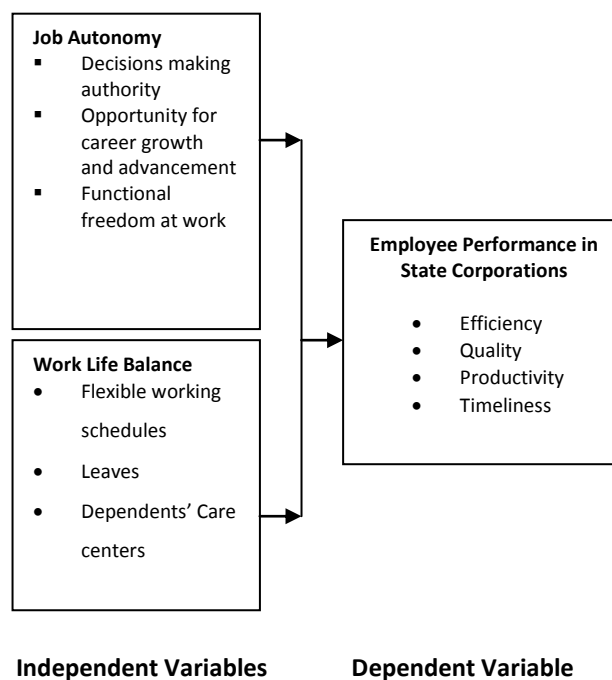 Job Autonomy
▪ Decisions making
authority
▪ Opportunity for
career growth
and advancement
▪ Functional
freedom at work
Work Life Balance
• Flexible working
schedules
• Leaves
• Dependents’ Care
centers
Employee Performance in
State Corporations
• Efficiency
• Quality
• Productivity
• Timeliness
Independent Variables
Dependent Variable